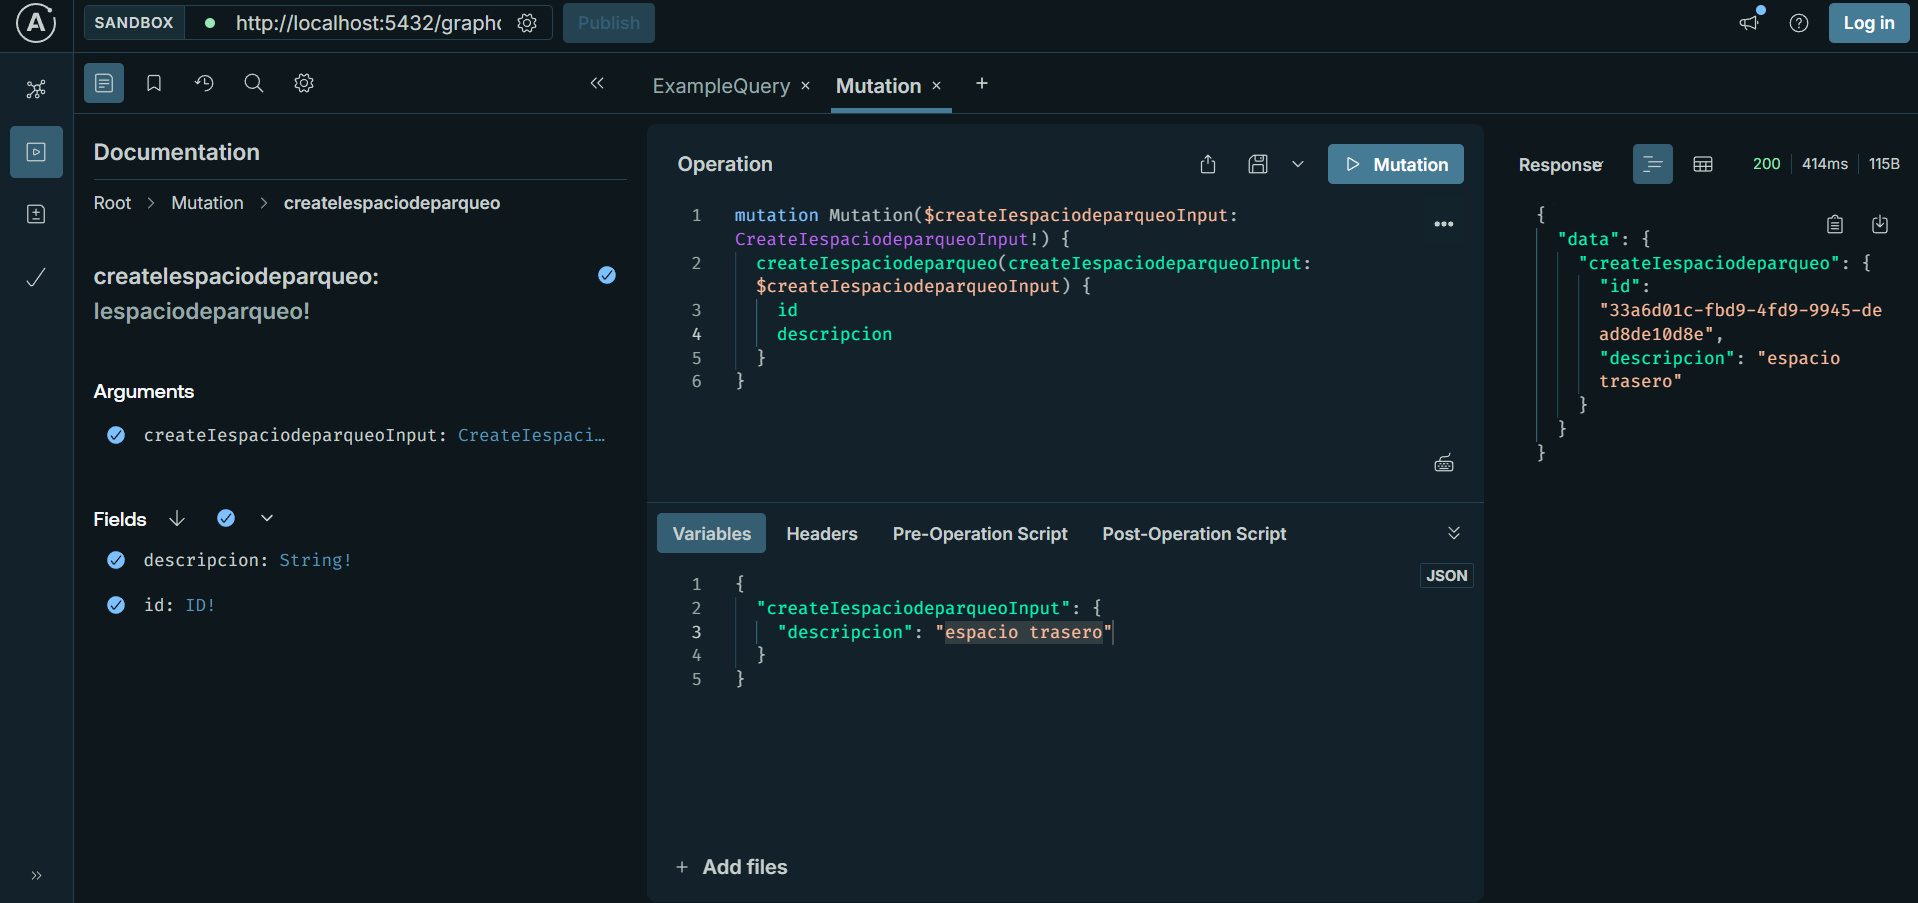 SANDBOX
http://localhost:5432/graphc
Publish
Log in
ExampleQuery
Mutation
Documentation
Root > Mutation > createIespaciodeparqueo
createIespaciodeparqueo:
Iespaciodeparqueo!
Arguments
createIespaciodeparqueoInput: CreateIespaci...
Fields
descripcion: String!
id: ID!
Operation
Mutation
1 mutation Mutation($createIespaciodeparqueoInput:
CreateIespaciodeparqueoInput!) {
2 createIespaciodeparqueo(createIespaciodeparqueoInput:
$createIespaciodeparqueoInput) {
3 id
4 descripcion
5 }
6 }
Variables
Headers
Pre-Operation Script
Post-Operation Script
JSON
1 {
2 "createIespaciodeparqueoInput": {
3 "descripcion": "espacio trasero"
4 }
5 }
+ Add files
Response
200
414ms
115B
{
"data": {
"createIespaciodeparqueo": {
"id":
"33a6d01c-fbd9-4fd9-9945-de
ad8de10d8e",
"descripcion": "espacio
trasero"
}
}
}